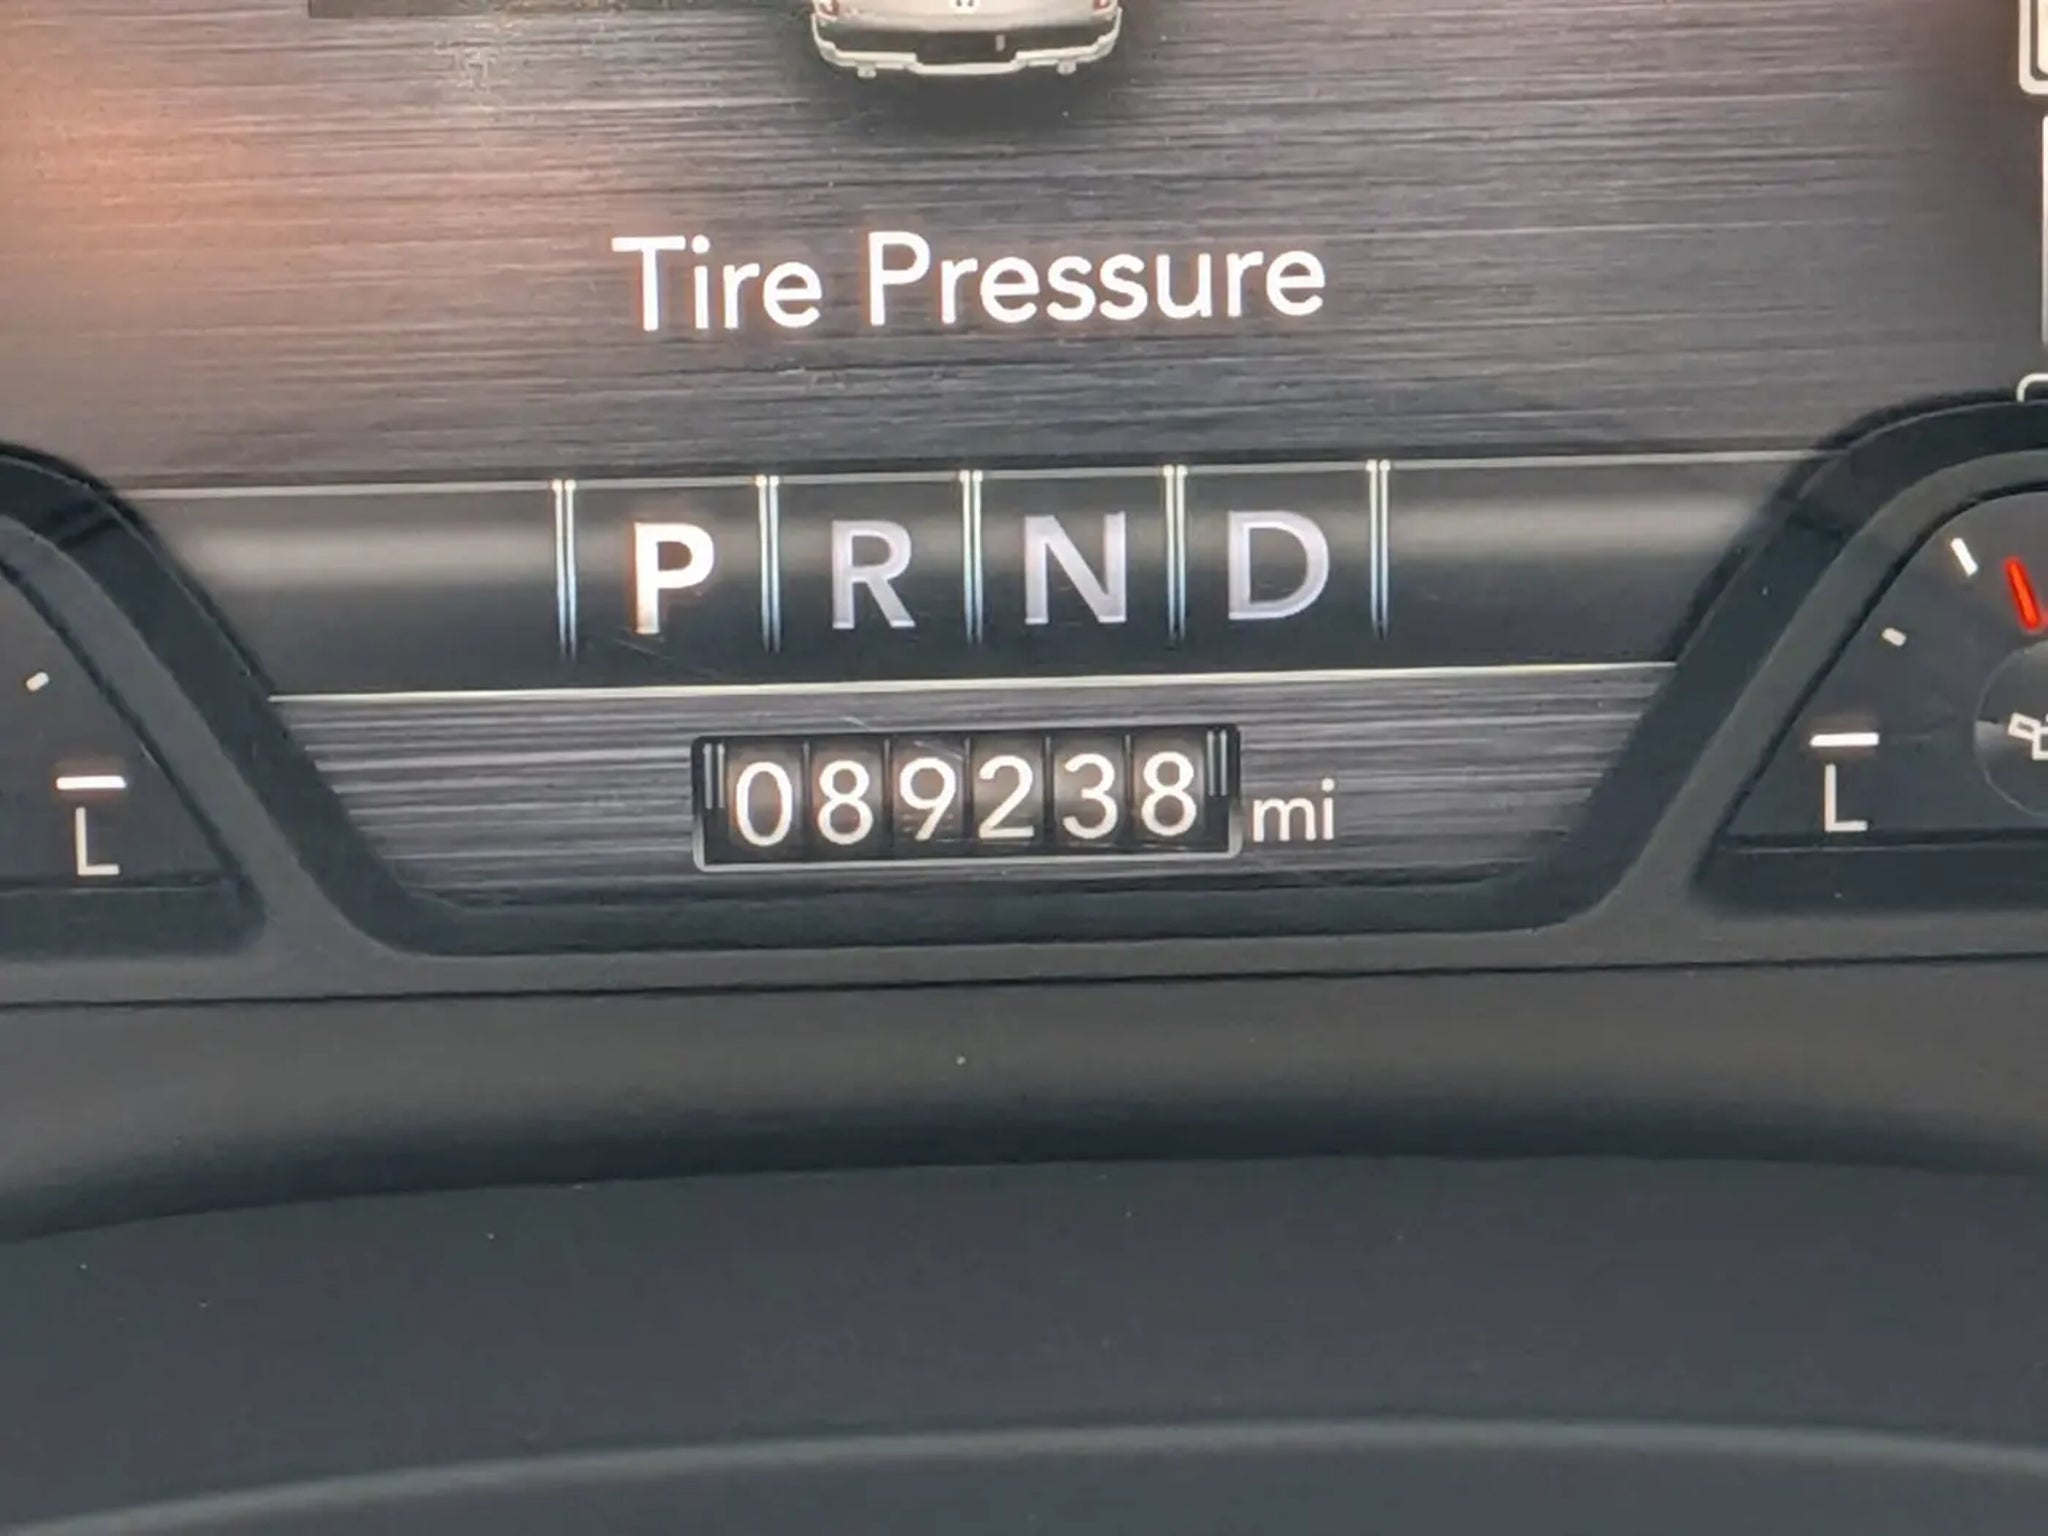 Tire Pressure
P R N D
089238 mi
L
L